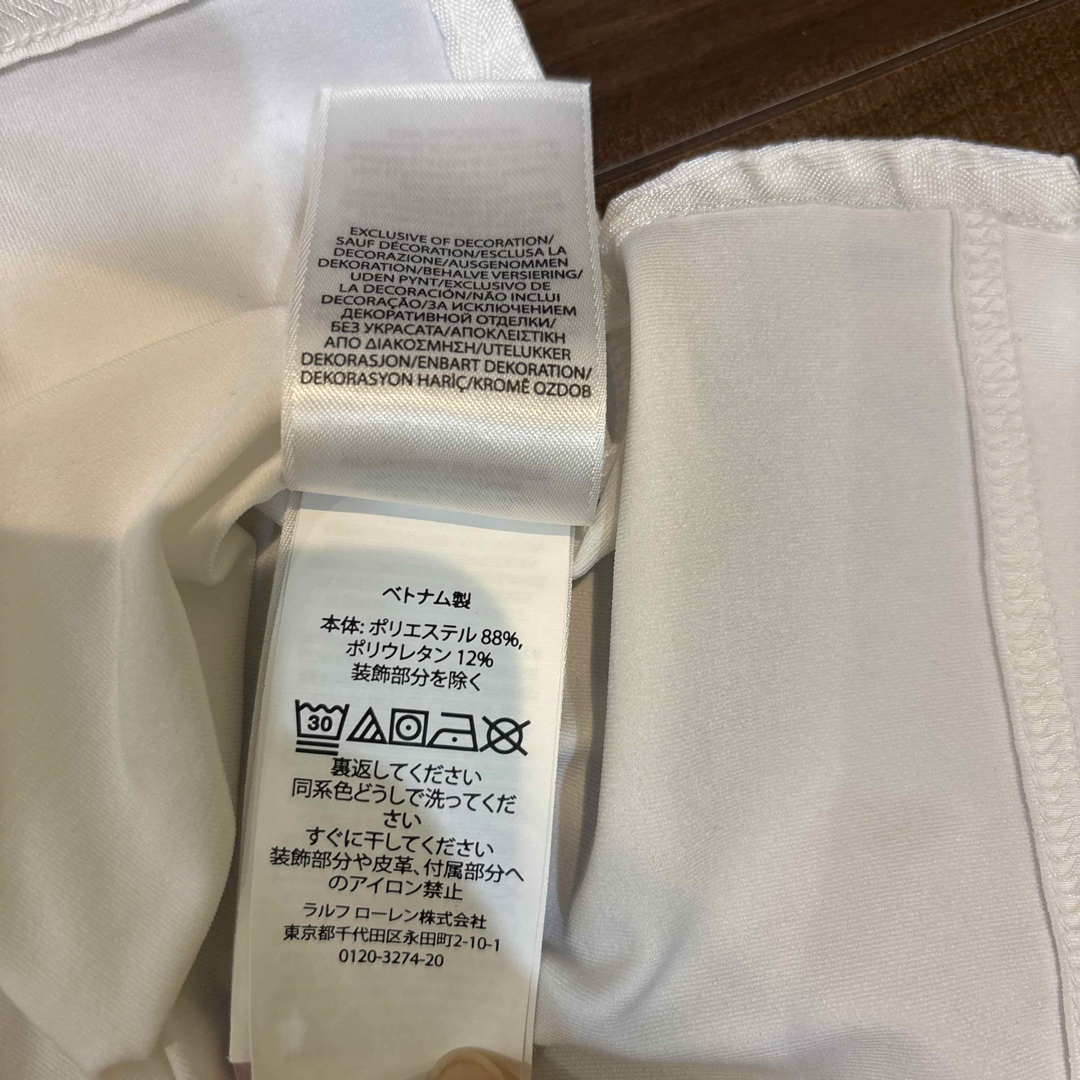 EXCLUSIVE OF DECORATION/
SAUF DÉCORATION/ESCLUSA LA
DECORAZIONE/AUSGENOMMEN
DEKORATION/BEHALVE VERSIERING/
UDEN PYNT/EXCLUSIVO DE
LA DECORACIÓN/NÃO INCLUI
DECORAÇÃO/ЗА ИСКЛЮЧЕНИЕМ
ДЕКОРАТИВНОЙ ОТДЕЛКИ/
БЕЗ УКРАСАТА/ΑΠΟΚΛΕΙΣΤΙΚΗ
ΑΠΟ ΔΙΑΚΟΣΜΗΣΗ/UTELUKKER
DEKORASJON/ENBART DEKORATION/
DEKORASYON HARİÇ/KROMĚ OZDOB
ベトナム製
本体: ポリエステル 88%,
ポリウレタン 12%
装飾部分を除く
30
裏返してください
同系色どうしで洗ってくだ
さい
すぐに干してください
装飾部分や皮革、付属部分へ
のアイロン禁止
ラルフ ローレン株式会社
東京都千代田区永田町2-10-1
0120-3274-20